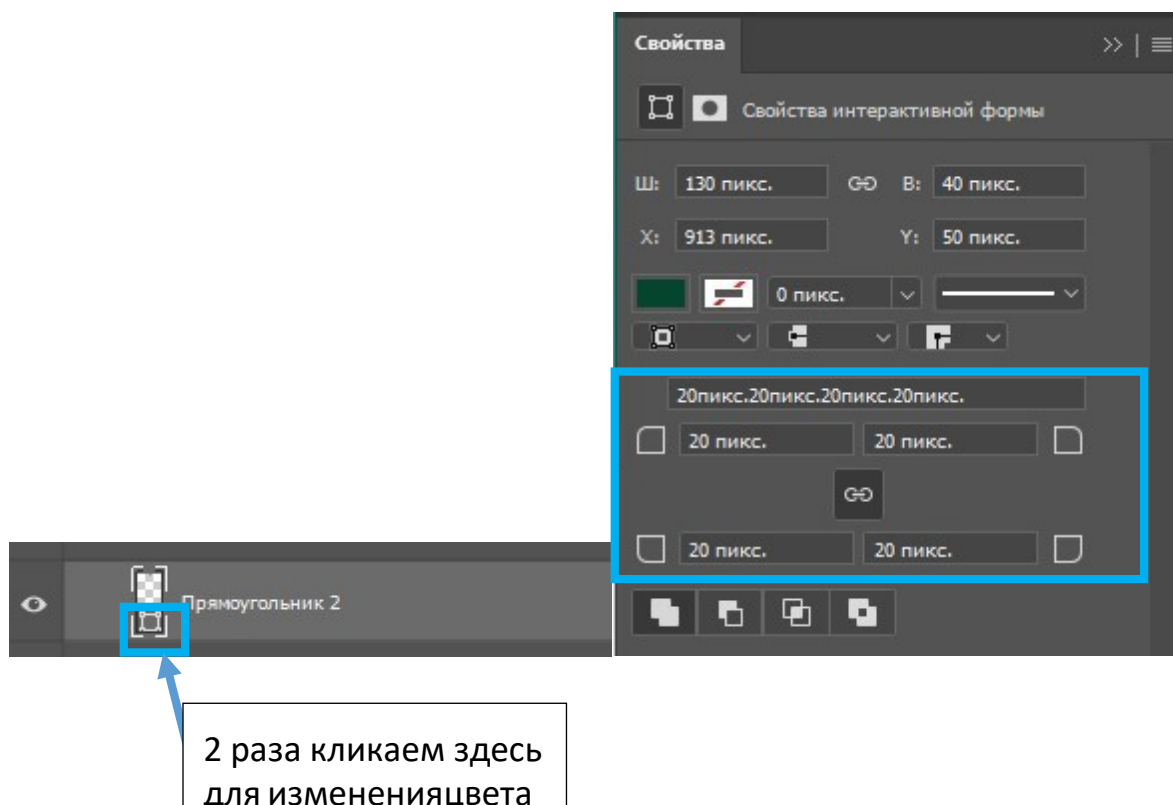 Свойства
Свойства интерактивной формы
Ш: 130 пикс. В: 40 пикс.
X: 913 пикс. Y: 50 пикс.
0 пикс.
20пикс.20пикс.20пикс.20пикс.
20 пикс. 20 пикс.
20 пикс. 20 пикс.
Прямоугольник 2
2 раза кликаем здесь
для измененияцвета